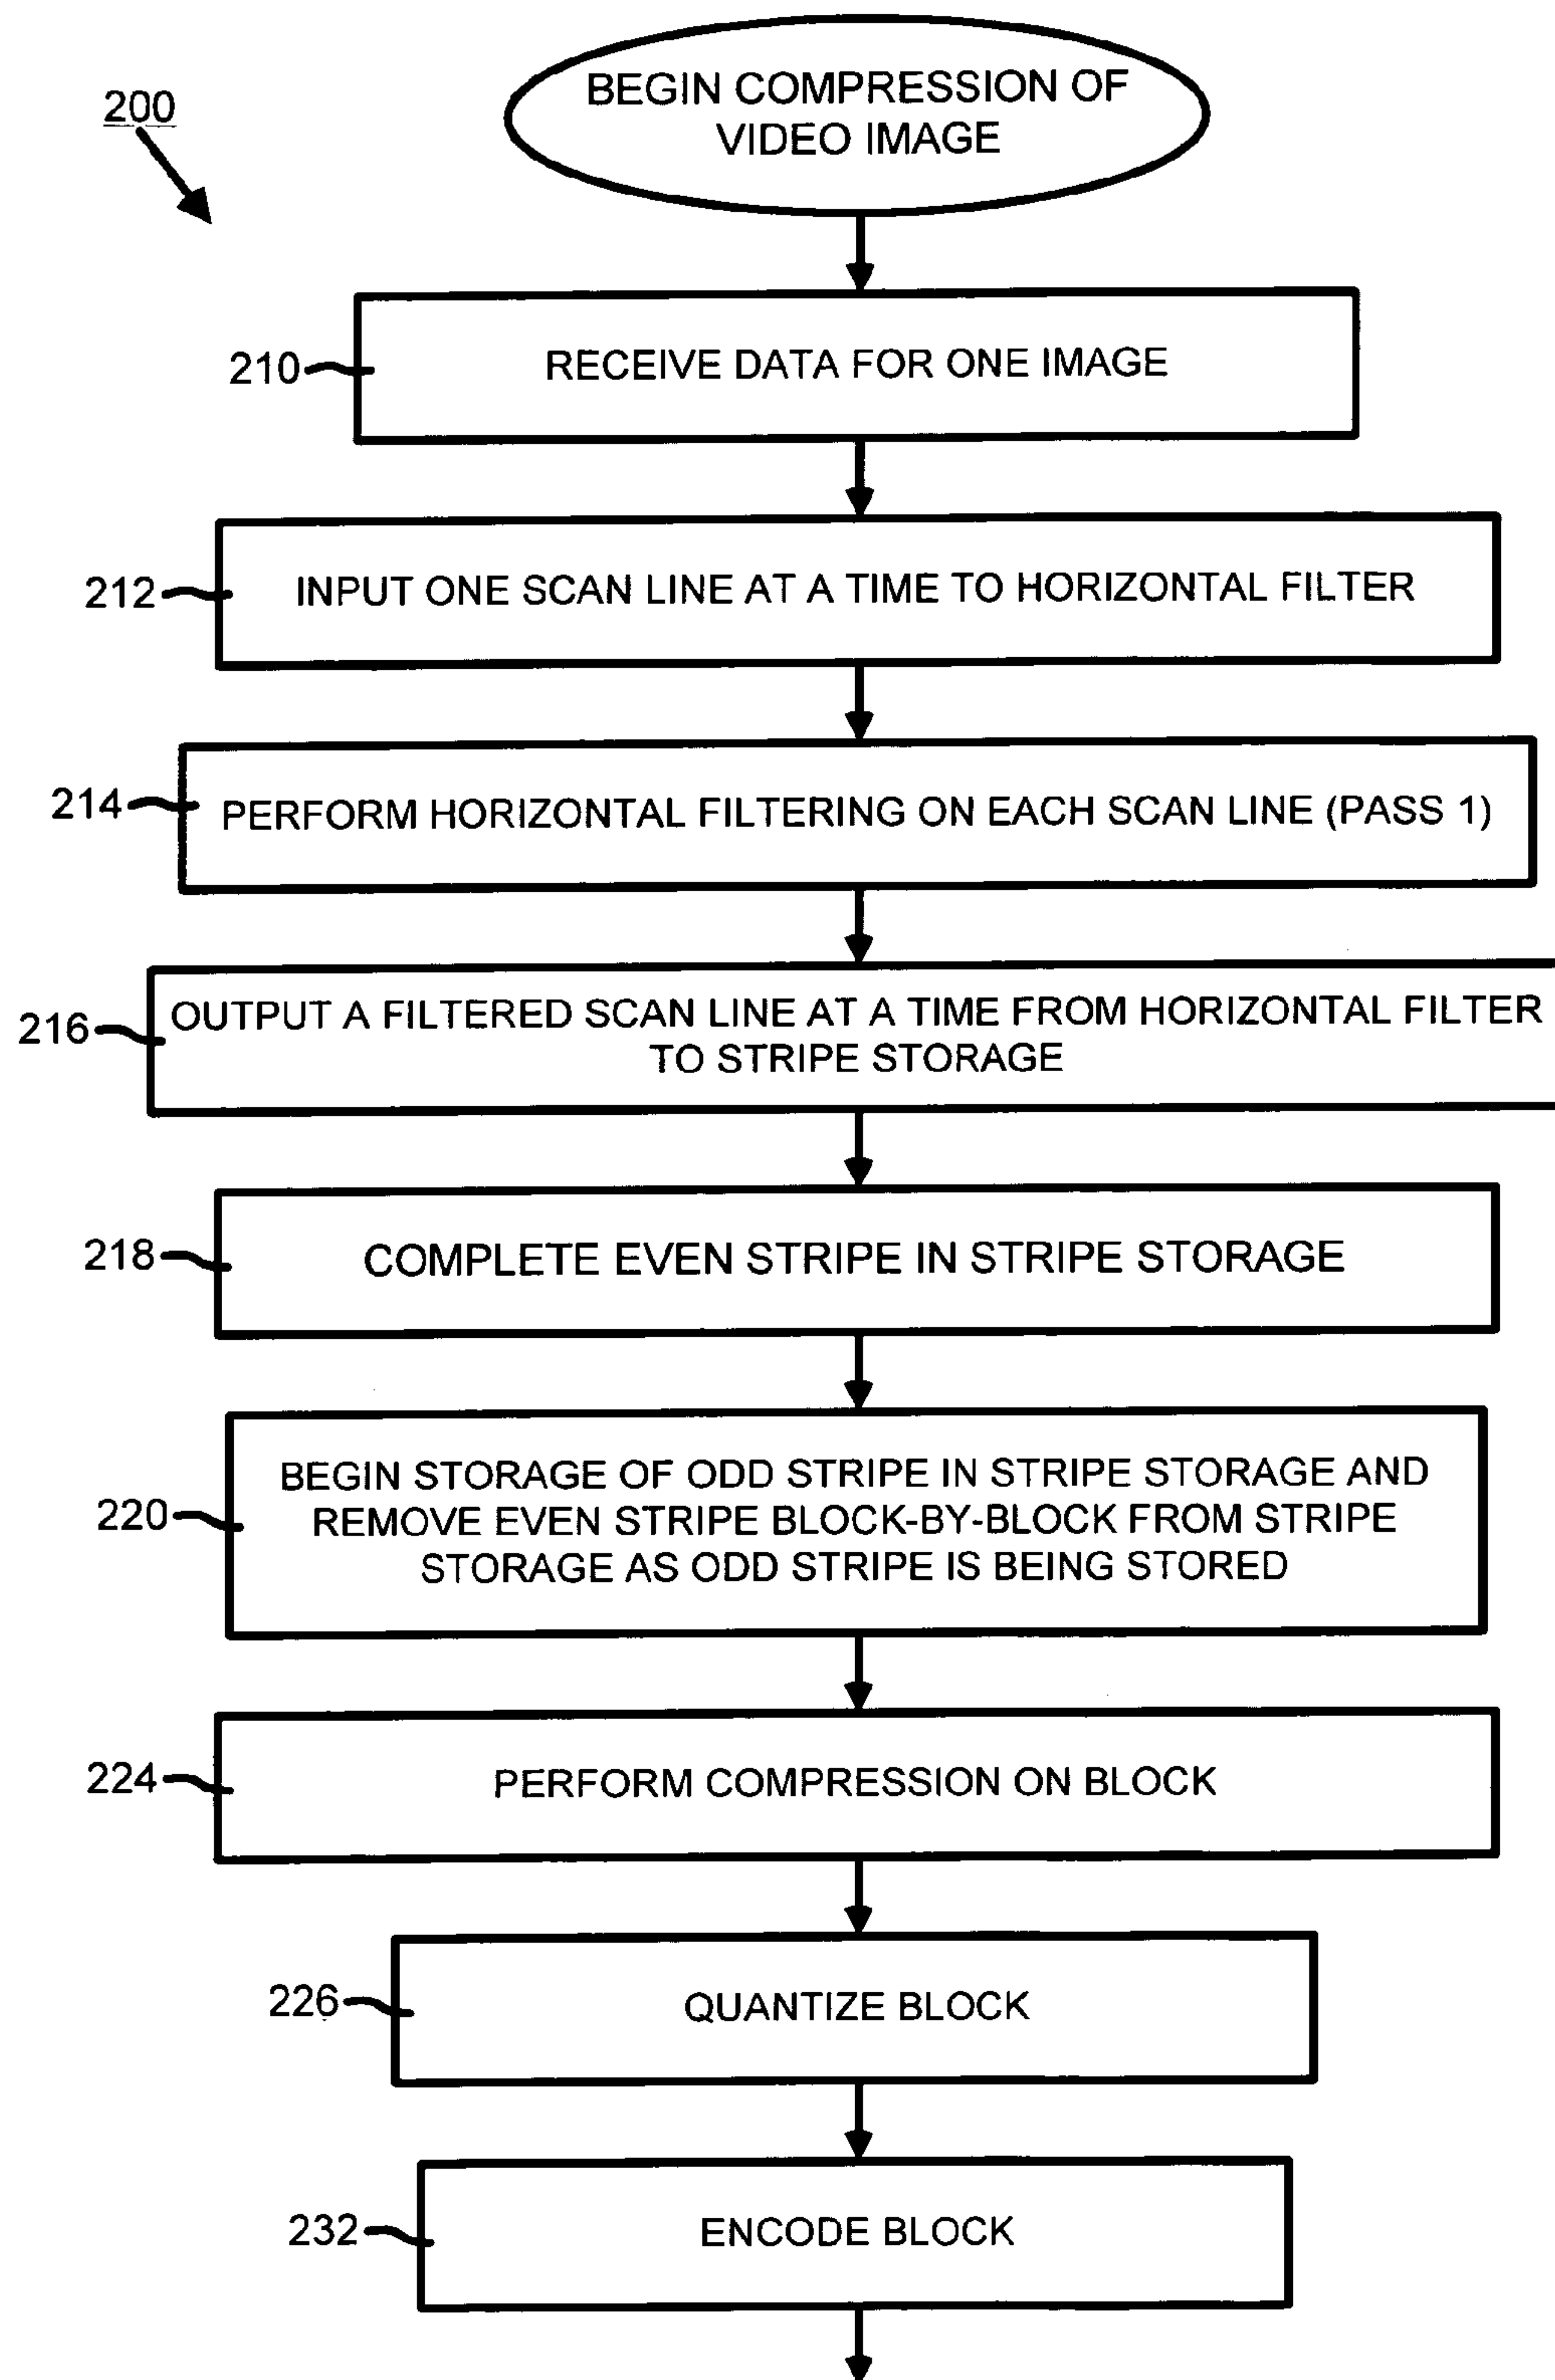 200
BEGIN COMPRESSION OF
VIDEO IMAGE
210
RECEIVE DATA FOR ONE IMAGE
212
INPUT ONE SCAN LINE AT A TIME TO HORIZONTAL FILTER
214
PERFORM HORIZONTAL FILTERING ON EACH SCAN LINE (PASS 1)
216
OUTPUT A FILTERED SCAN LINE AT A TIME FROM HORIZONTAL FILTER
TO STRIPE STORAGE
218
COMPLETE EVEN STRIPE IN STRIPE STORAGE
220
BEGIN STORAGE OF ODD STRIPE IN STRIPE STORAGE AND
REMOVE EVEN STRIPE BLOCK-BY-BLOCK FROM STRIPE
STORAGE AS ODD STRIPE IS BEING STORED
224
PERFORM COMPRESSION ON BLOCK
226
QUANTIZE BLOCK
232
ENCODE BLOCK